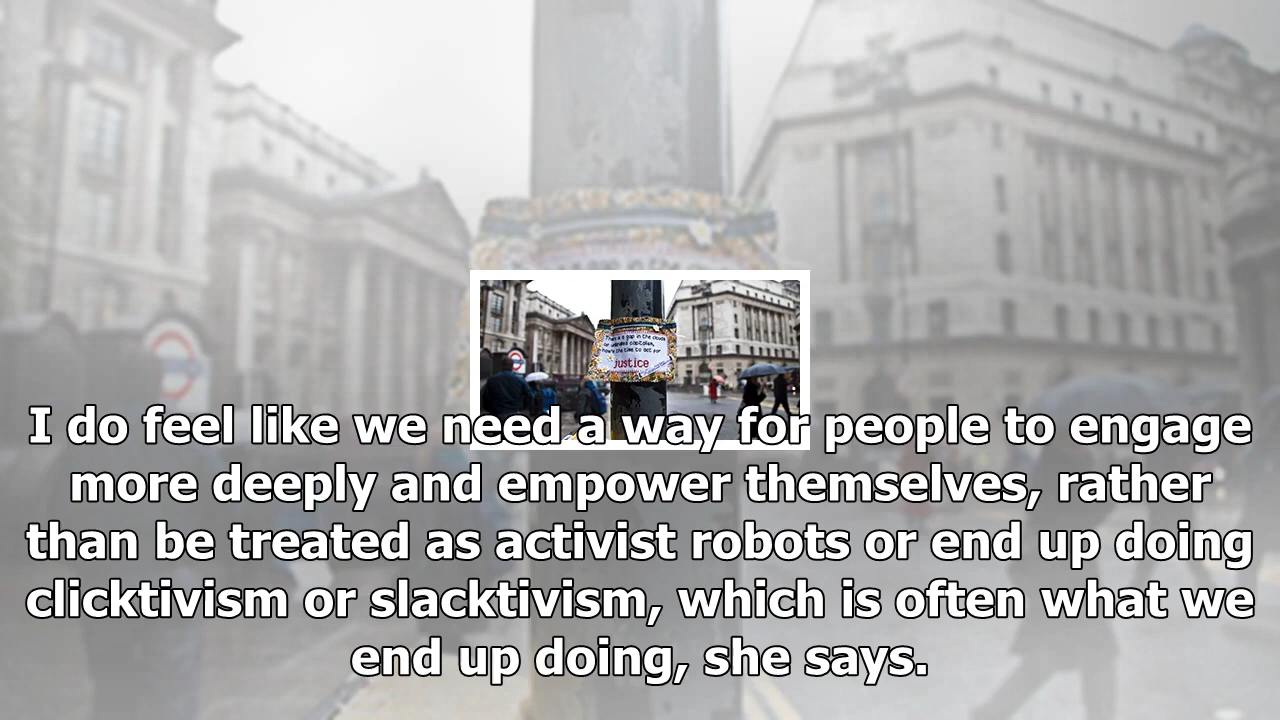 justice
I do feel like we need a way for people to engage
more deeply and empower themselves, rather
than be treated as activist robots or end up doing
clicktivism or slacktivism, which is often what we
end up doing, she says.